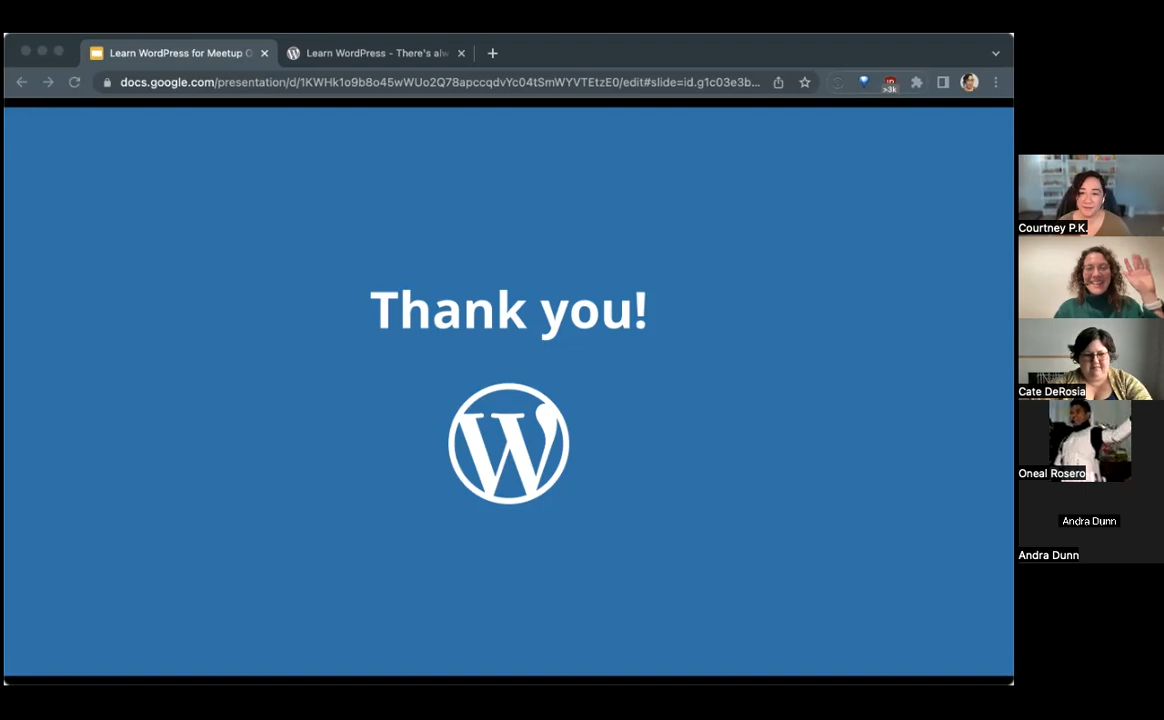 Learn WordPress for Meetup O
Learn WordPress - There's alw
docs.google.com/presentation/d/1KWHk1o9b8o45wWUo2Q78apccqdvYc04tSmWYVTEtzE0/edit#slide=id.g1c03e3b...
>3k
Thank you!
Courtney P.K.
Cate DeRosia
Oneal Rosero
Andra Dunn
Andra Dunn